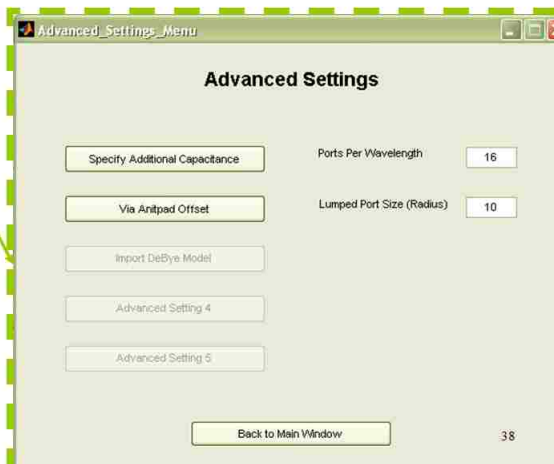 Advanced_Settings_Menu
Advanced Settings
Specify Additional Capacitance
Ports Per Wavelength
16
Via Anitpad Offset
Lumped Port Size (Radius)
10
Import DeBye Model
Advanced Setting 4
Advanced Setting 5
Back to Main Window
38